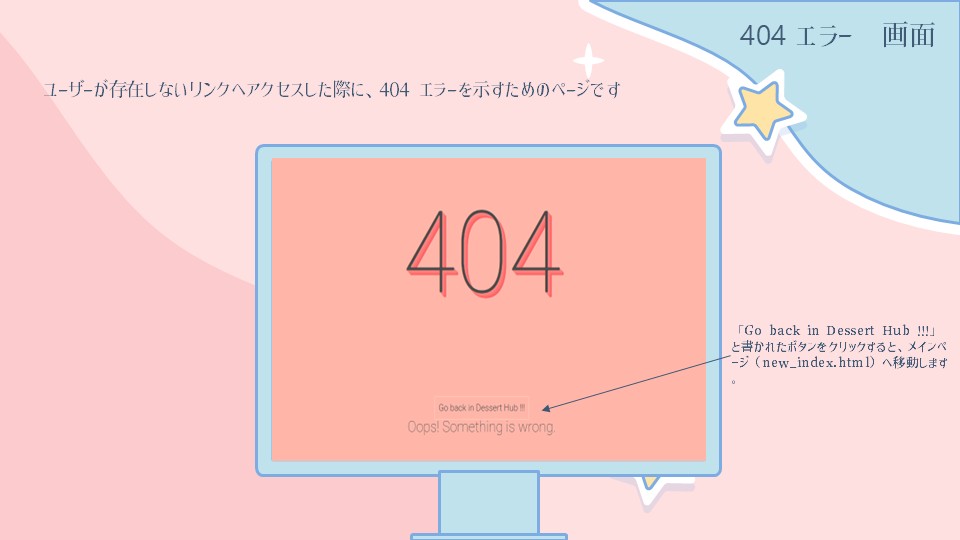 404 エラー　画面
ユーザーが存在しないリンクへアクセスした際に、404 エラーを示すためのページです
404
「Go back in Dessert Hub !!!」
と書かれたボタンをクリックすると、メインペ
ージ（new_index.html）へ移動します
。
Go back in Dessert Hub !!!
Oops! Something is wrong.